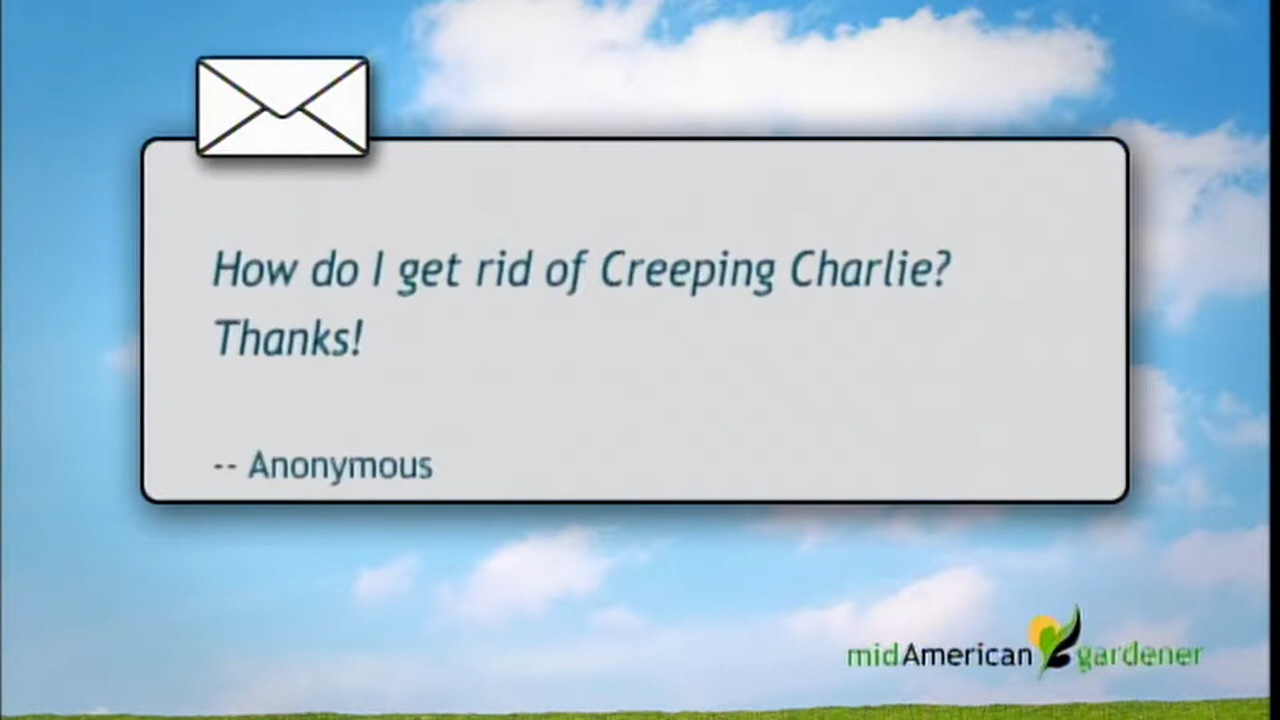 How do I get rid of Creeping Charlie?
Thanks!
-- Anonymous
midAmerican gardener